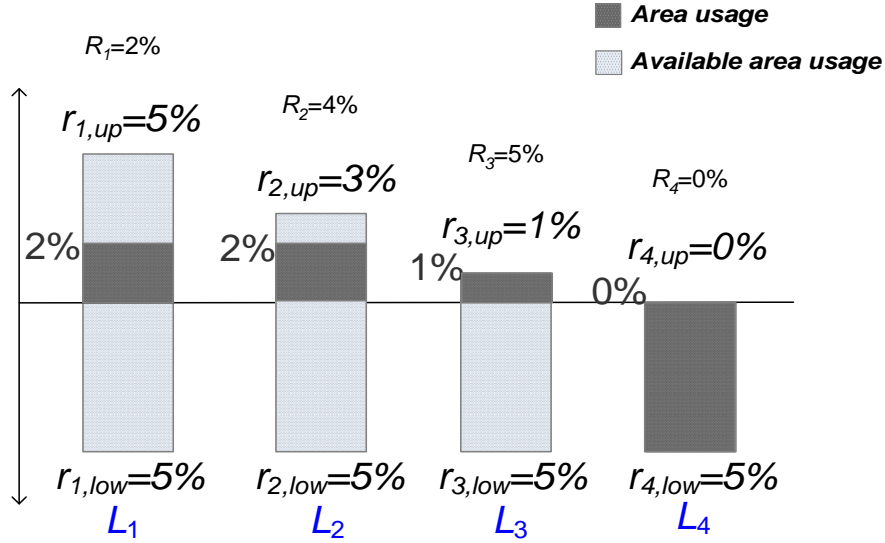 Area usage
Available area usage
R1=2%
R2=4%
R3=5%
R4=0%
r1,up=5%
r2,up=3%
r3,up=1%
r4,up=0%
2%
2%
1%
0%
r1,low=5%
r2,low=5%
r3,low=5%
r4,low=5%
L1
L2
L3
L4